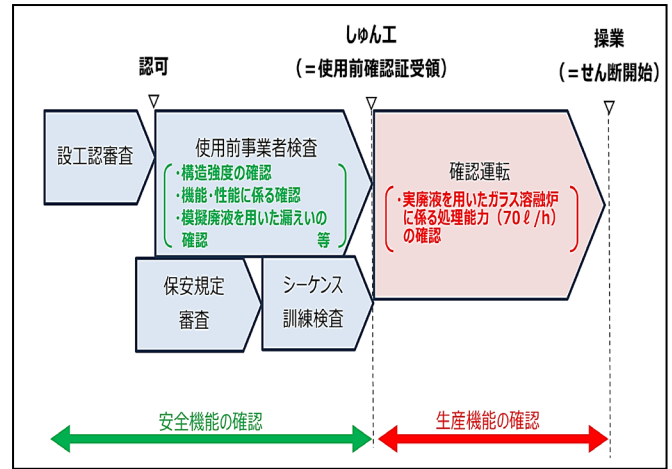 しゅん工
(=使用前確認証受領)
操業
(=せん断開始)
認可
設工認審査
使用前事業者検査
・構造強度の確認
・機能・性能に係る確認
・模擬廃液を用いた漏えいの
確認 等
確認運転
・実廃液を用いたガラス溶融炉
に係る処理能力(70ℓ/h)
の確認
保安規定
審査
シーケンス
訓練検査
安全機能の確認
生産機能の確認